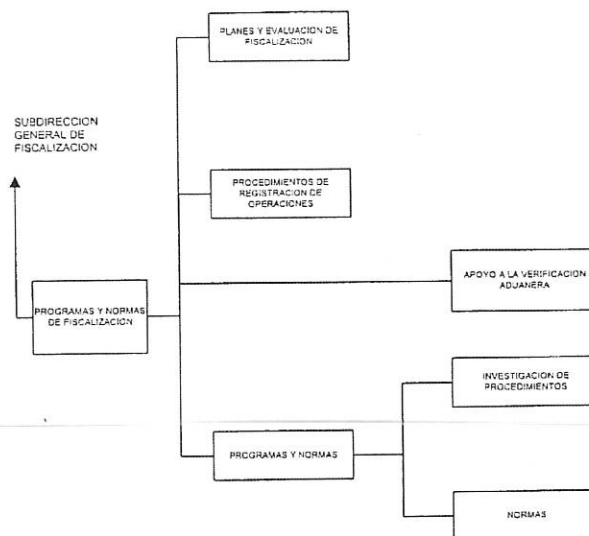 PLANES Y EVALUACION DE
FISCALIZACION
SUBDIRECCION
GENERAL DE
FISCALIZACION
PROCEDIMIENTOS DE
REGISTRACION DE
OPERACIONES
APOYO A LA VERIFICACION
ADUANERA
PROGRAMAS Y NORMAS
DE FISCALIZACION
INVESTIGACION DE
PROCEDIMIENTOS
PROGRAMAS Y NORMAS
NORMAS